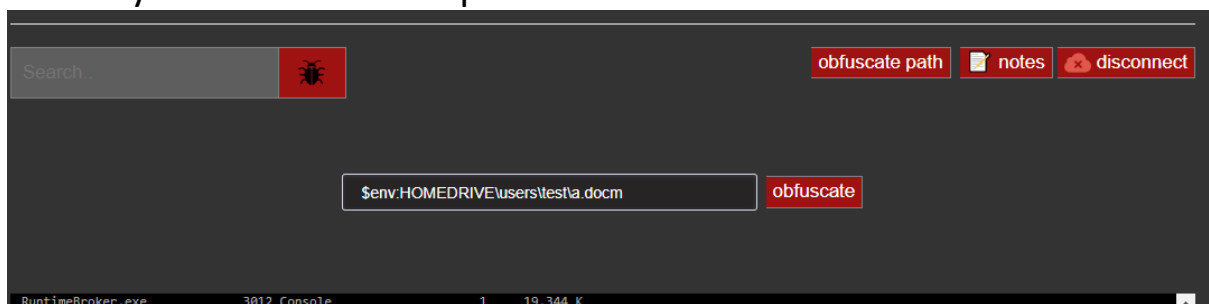 Search..
obfuscate path
notes
disconnect
$env:HOMEDRIVE\users\test\a.docm
obfuscate
RuntimeBroker.exe 3012 Console 1 19,344 K